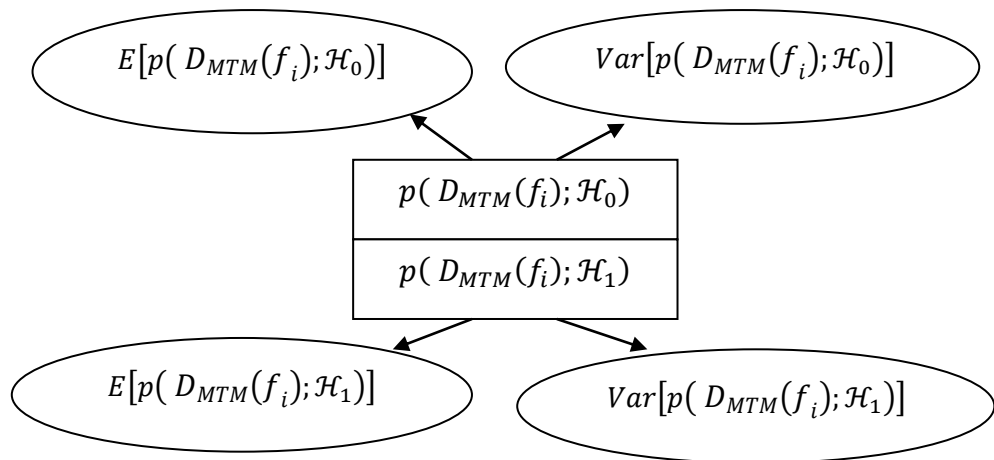 E[p( D_MTM(f_i); ℋ_0)]
Var[p( D_MTM(f_i); ℋ_0)]
p( D_MTM(f_i); ℋ_0)
p( D_MTM(f_i); ℋ_1)
E[p( D_MTM(f_i); ℋ_1)]
Var[p( D_MTM(f_i); ℋ_1)]